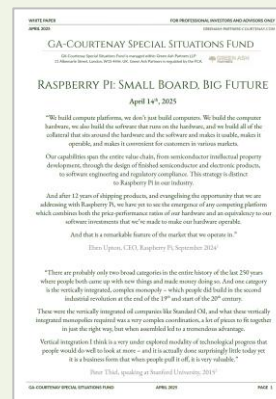 WHITE PAPER FOR PROFESSIONAL INVESTORS AND ADVISORS ONLY
APRIL 2025
GA-COURTENAY SPECIAL SITUATIONS FUND
GA-Courtenay Special Situations Fund is managed within Green Ash Partners LLP
GREEN ASH
RASPBERRY PI: SMALL BOARD, BIG FUTURE
April 14th, 2025
“We build compute platforms, we don’t just build computers. We build the computer
hardware, we also build the software that runs on the hardware, and we build all of the
collateral that sits around the hardware and the software and makes it usable, makes it
operable, and makes it convenient for customers in various markets.
Our capabilities span the entire value chain, from semiconductor intellectual property
development, through the design of finished semiconductor and electronic products,
to software engineering and regulatory compliance. This strategy is distinct
to Raspberry Pi in our industry.
And after 12 years of shipping products, and evangelising the opportunity that we are
addressing with Raspberry Pi, we have yet to see the emergence of any competing platform
which combines both the price-performance ratios of our hardware and an equivalency to our
software investments that we’ve made to make our hardware operable.
And that is a remarkable feature of the market that we operate in.”
Eben Upton, CEO, Raspberry Pi, September 2024
“There are probably only two broad categories in the entire history of the last 250 years
where people both came up with new things and made money doing so. And one category
is the vertically integrated, complex monopoly – which people did build in the second
industrial revolution at the end of the 19th and start of the 20th century.
These were the vertically integrated oil companies like Standard Oil, and what these vertically
integrated monopolies required was a very complex coordination, a lot of pieces to fit together
in just the right way, but when assembled led to a tremendous advantage.
Vertical integration I think is a very under explored modality of technological progress that
people would do well to look at more – and it is actually done surprisingly little today yet
it is a business form that when people pull it off, it is very valuable.”
Peter Thiel, speaking at Stanford University, 2015
GA-COURTENAY SPECIAL SITUATIONS FUND APRIL 2025 PAGE 1